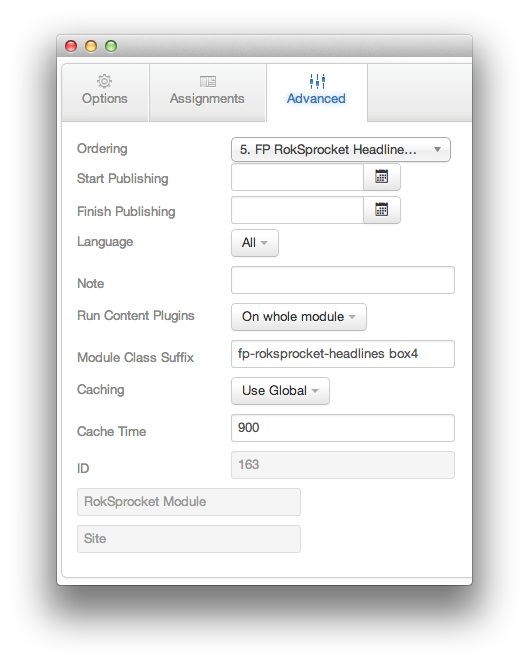 Options
Assignments
Advanced
Ordering
5. FP RokSprocket Headline...
Start Publishing
Finish Publishing
Language
All
Note
Run Content Plugins
On whole module
Module Class Suffix
fp-roksprocket-headlines box4
Caching
Use Global
Cache Time
900
ID
163
RokSprocket Module
Site